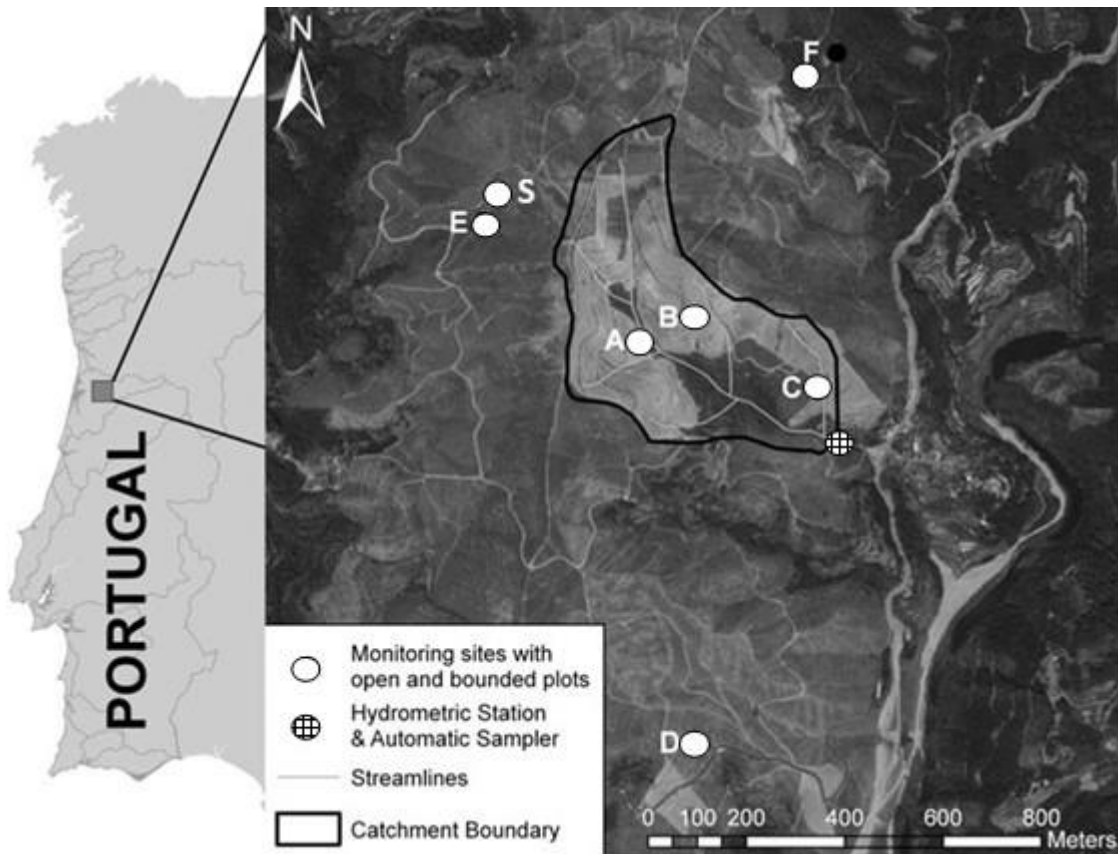 N
F
S
E
B
A
C
D
PORTUGAL
Monitoring sites with
open and bounded plots
Hydrometric Station
& Automatic Sampler
Streamlines
Catchment Boundary
0 100 200 400 600 800
Meters